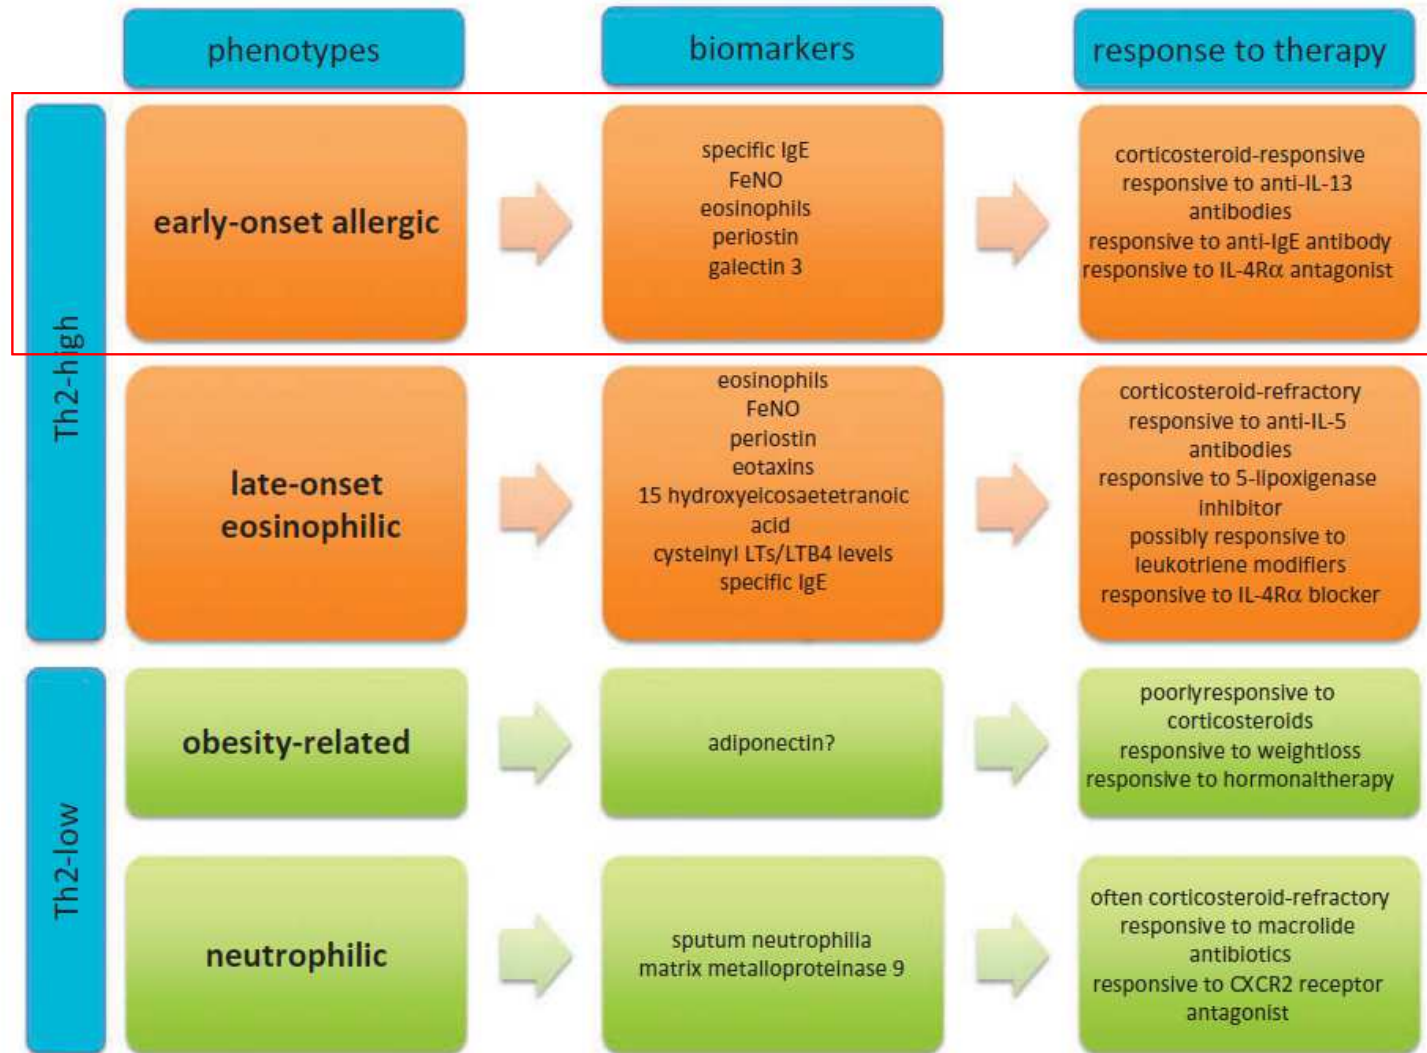 phenotypes
biomarkers
response to therapy
Th2-high
early-onset allergic
specific IgE
FeNO
eosinophils
periostin
galectin 3
corticosteroid-responsive
responsive to anti-IL-13
antibodies
responsive to anti-IgE antibody
responsive to IL-4Rα antagonist
late-onset
eosinophilic
eosinophils
FeNO
periostin
eotaxins
15 hydroxyeicosaetetranoic
acid
cysteinyl LTs/LTB4 levels
specific IgE
corticosteroid-refractory
responsive to anti-IL-5
antibodies
responsive to 5-lipoxigenase
inhibitor
possibly responsive to
leukotriene modifiers
responsive to IL-4Rα blocker
Th2-low
obesity-related
adiponectin?
poorlyresponsive to
corticosteroids
responsive to weightloss
responsive to hormonaltherapy
neutrophilic
sputum neutrophilia
matrix metalloproteinase 9
often corticosteroid-refractory
responsive to macrolide
antibiotics
responsive to CXCR2 receptor
antagonist